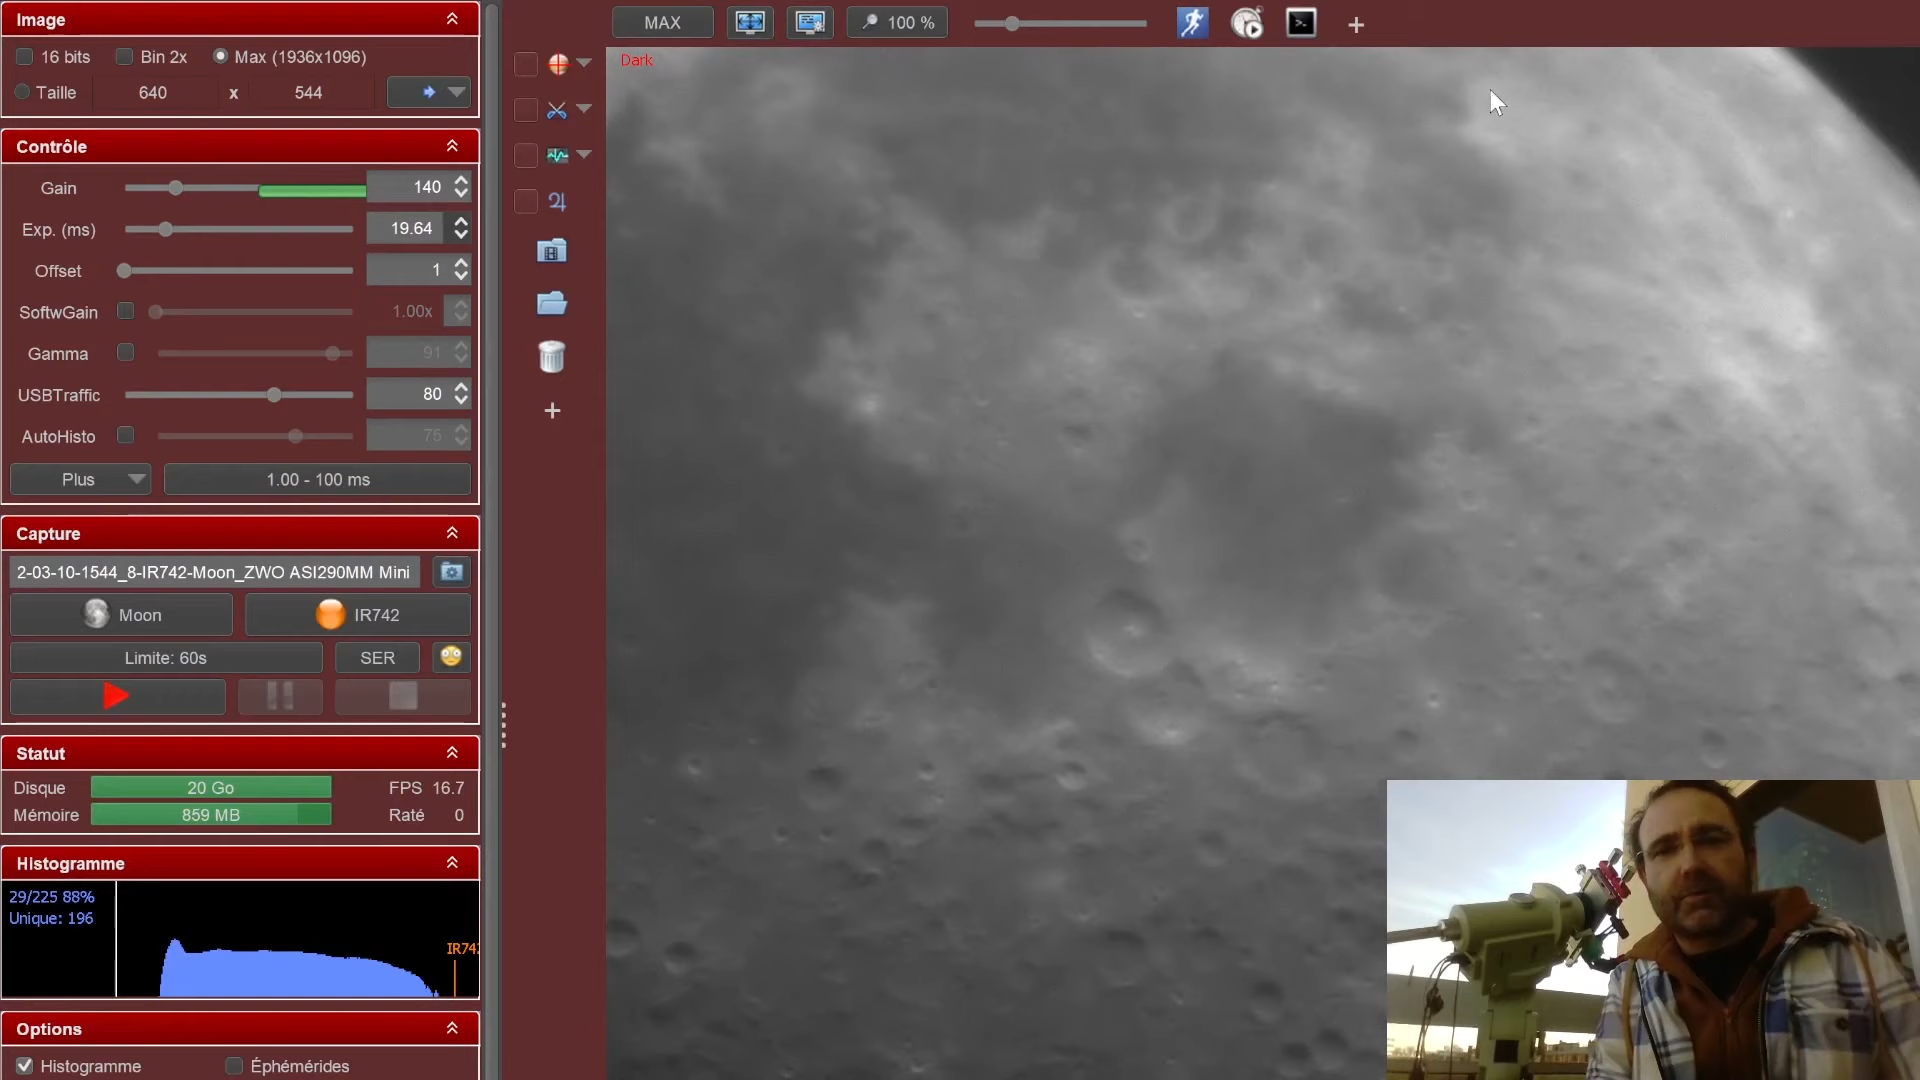 Image
16 bits
Bin 2x
Max (1936x1096)
Taille
640
x
544
Contrôle
Gain
140
Exp. (ms)
19.64
Offset
1
SoftwGain
1.00x
Gamma
91
USBTraffic
80
AutoHisto
75
Plus
1.00 - 100 ms
Capture
2-03-10-1544_8-IR742-Moon_ZWO ASI290MM Mini
Moon
IR742
Limite: 60s
SER
Statut
Disque
20 Go
FPS 16.7
Mémoire
859 MB
Raté 0
Histogramme
29/225 88%
Unique: 196
IR742
Options
Histogramme
Éphémérides
MAX
100 %
Dark